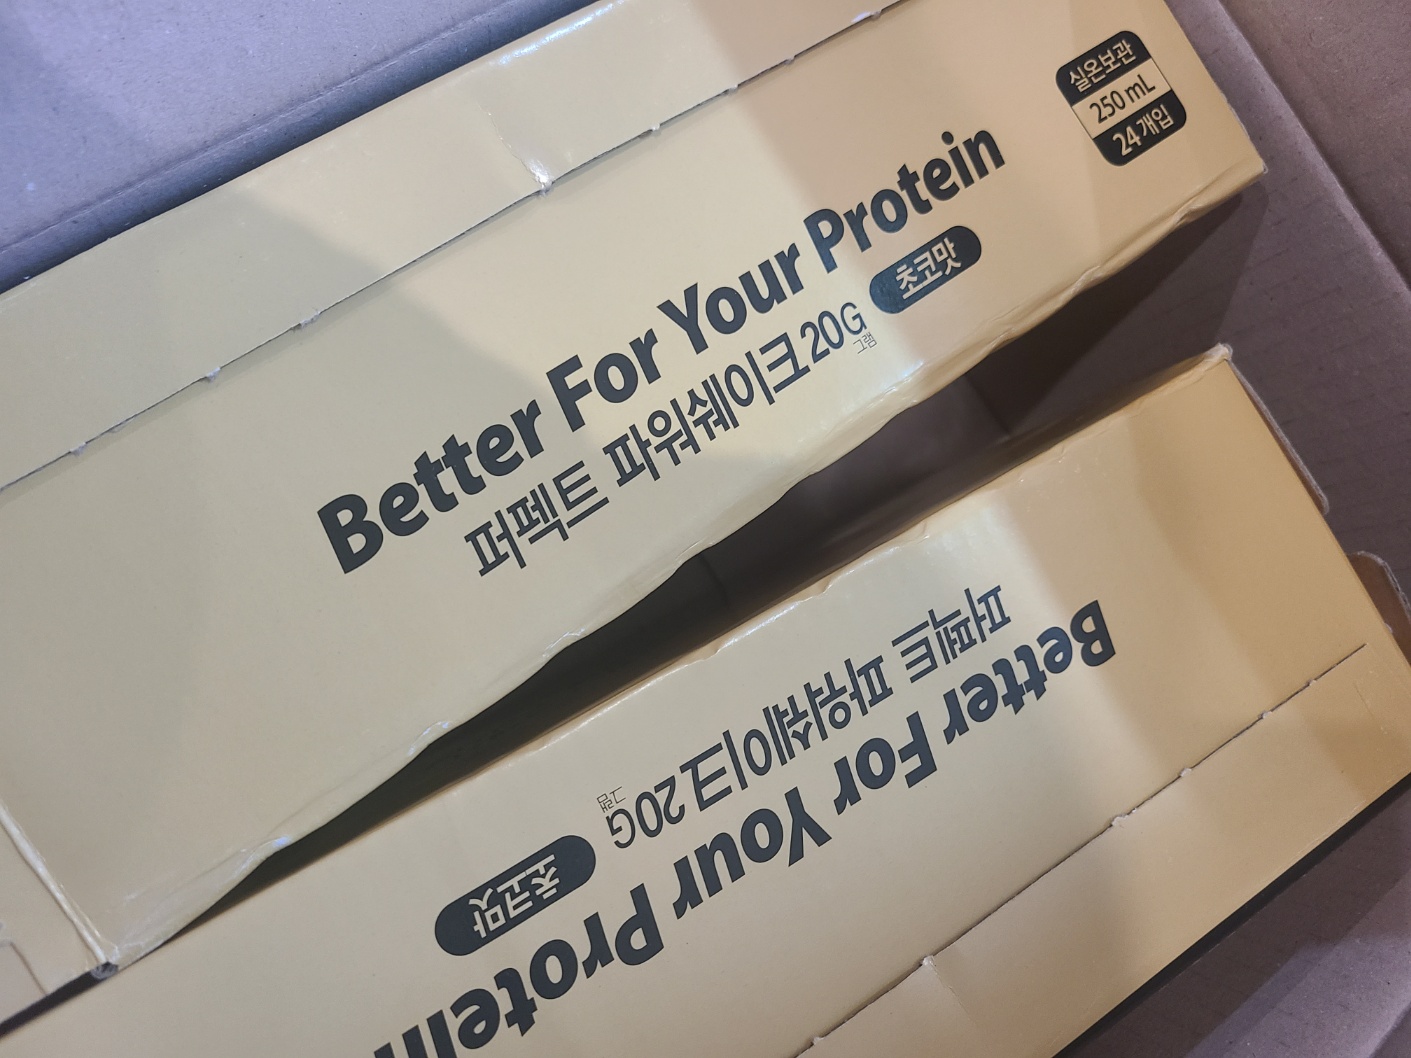 실온보관
250 mL
24개입
Better For Your Protein
퍼펙트 파워쉐이크 20G
그램
초코맛
Better For Your Protein
퍼펙트 파워쉐이크 20G
그램
초코맛